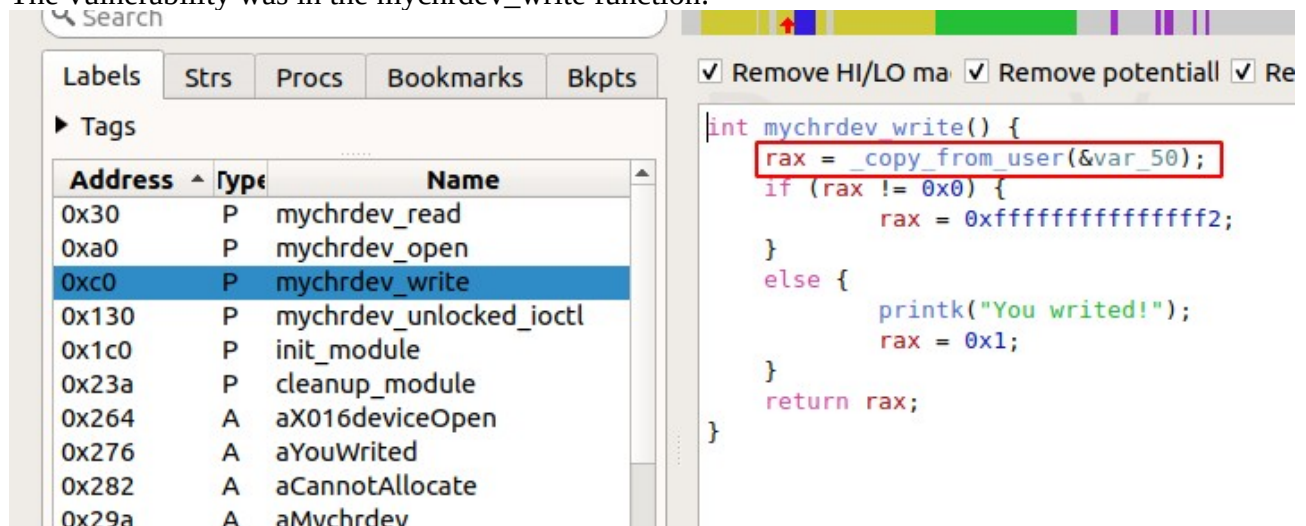 The vulnerability was in the mychrdev_write function.
Search
Labels Strs Procs Bookmarks Bkpts
Tags
Address Type Name
0x30 P mychrdev_read
0xa0 P mychrdev_open
0xc0 P mychrdev_write
0x130 P mychrdev_unlocked_ioctl
0x1c0 P init_module
0x23a P cleanup_module
0x264 A aX016deviceOpen
0x276 A aYouWrited
0x282 A aCannotAllocate
0x29a A aMychrdev
Remove HI/LO ma Remove potentiall Re
int mychrdev_write() {
rax = _copy_from_user(&var_50);
if (rax != 0x0) {
rax = 0xfffffffffffffff2;
}
else {
printk("You writed!");
rax = 0x1;
}
return rax;
}